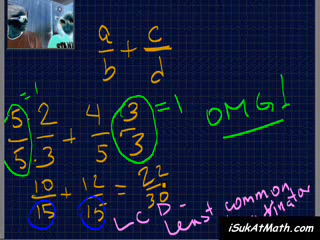 a/b + c/d
=1
5/5 · 2/3 + 4/5 · 3/3 =1
OMG!
10/15 + 12/15 = 22/30
LCD -
Least common
iSukAtMath.com